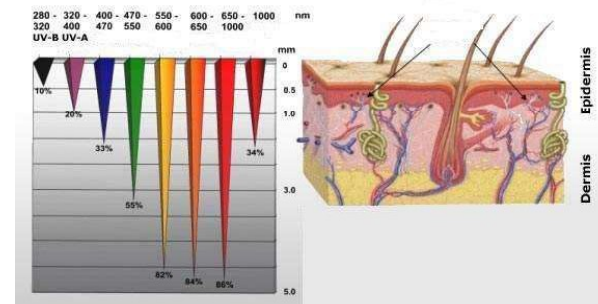 280 - 320 - 400 - 470 - 550 - 600 - 650 - 1000 nm
320 400 470 550 600 650 1000
UV-B UV-A
mm
0
0.5
1.0
3.0
5.0
10%
20%
33%
55%
82%
84%
86%
34%
Epidermis
Dermis